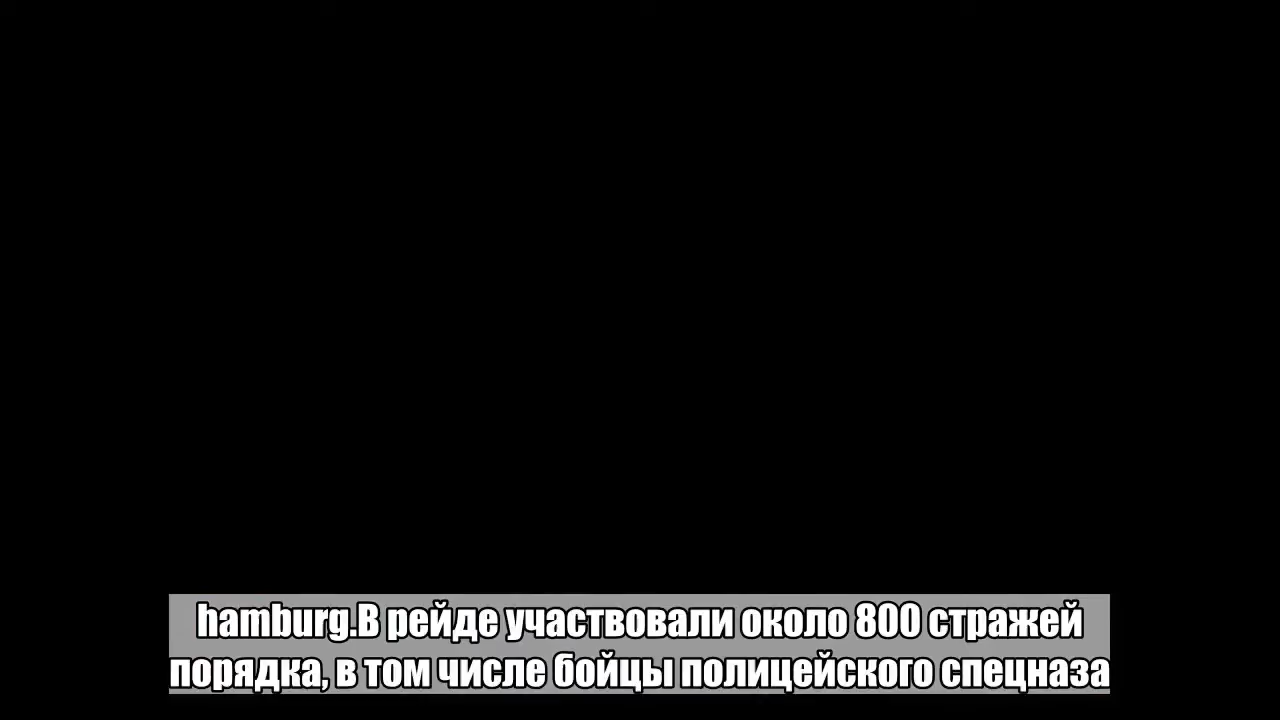 hamburg.В рейде участвовали около 800 стражей
порядка, в том числе бойцы полицейского спецназа